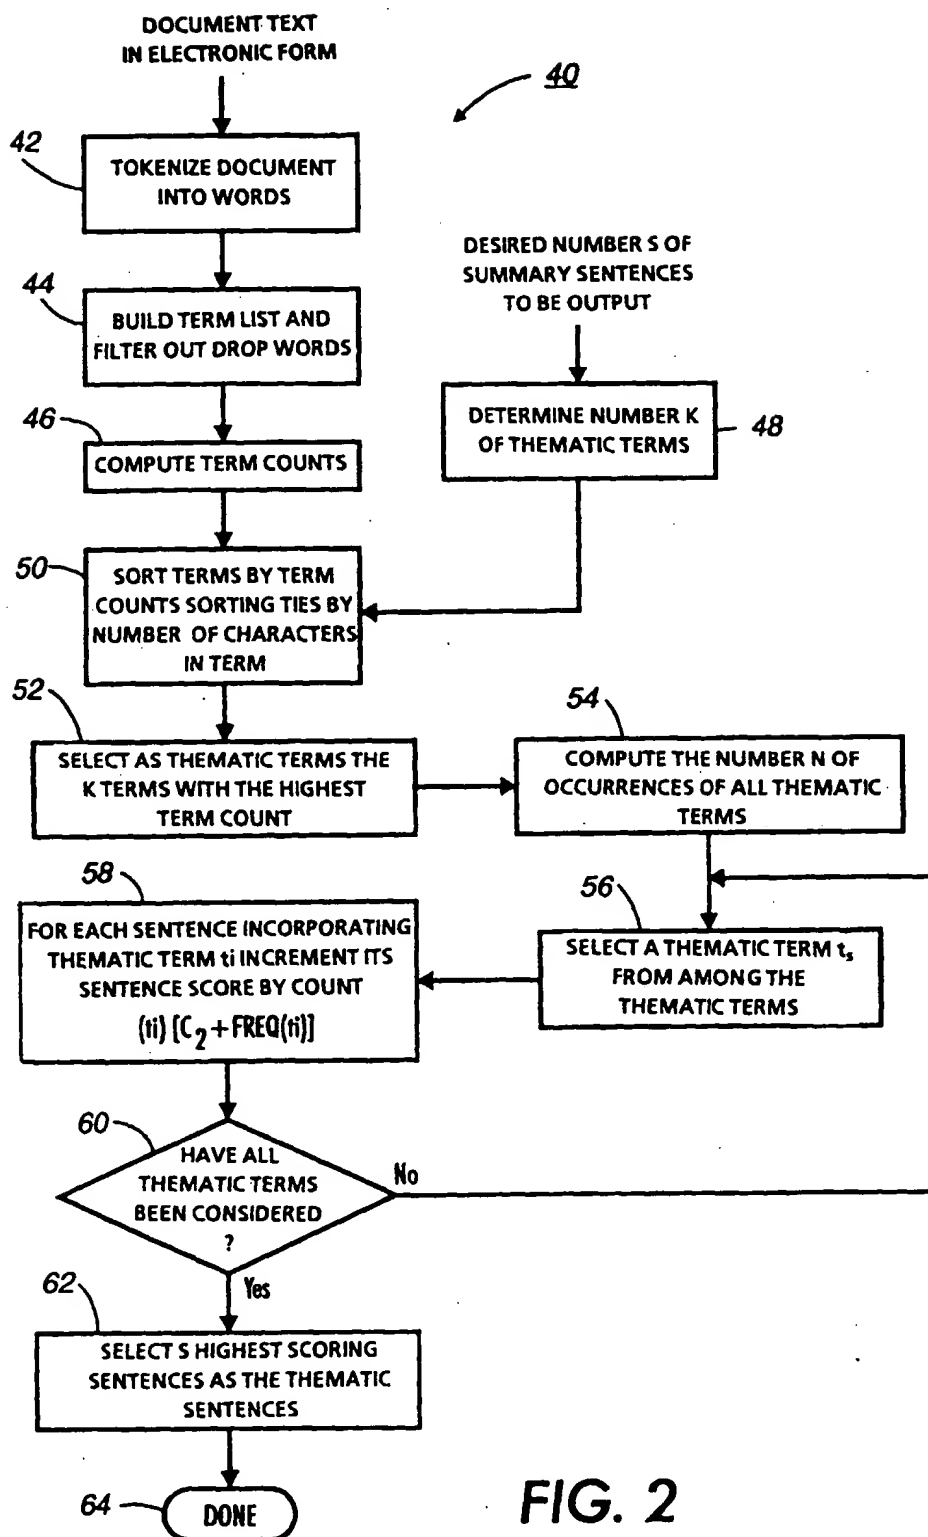 DOCUMENT TEXT
IN ELECTRONIC FORM
40
42
TOKENIZE DOCUMENT
INTO WORDS
DESIRED NUMBER S OF
SUMMARY SENTENCES
TO BE OUTPUT
44
BUILD TERM LIST AND
FILTER OUT DROP WORDS
46
COMPUTE TERM COUNTS
DETERMINE NUMBER K
OF THEMATIC TERMS
48
50
SORT TERMS BY TERM
COUNTS SORTING TIES BY
NUMBER OF CHARACTERS
IN TERM
52
SELECT AS THEMATIC TERMS THE
K TERMS WITH THE HIGHEST
TERM COUNT
54
COMPUTE THE NUMBER N OF
OCCURRENCES OF ALL THEMATIC
TERMS
56
SELECT A THEMATIC TERM tₛ
FROM AMONG THE
THEMATIC TERMS
58
FOR EACH SENTENCE INCORPORATING
THEMATIC TERM ti INCREMENT ITS
SENTENCE SCORE BY COUNT
(ti) [C₂ + FREQ(ti)]
60
HAVE ALL
THEMATIC TERMS
BEEN CONSIDERED
?
No
Yes
62
SELECT S HIGHEST SCORING
SENTENCES AS THE THEMATIC
SENTENCES
64
DONE
FIG. 2